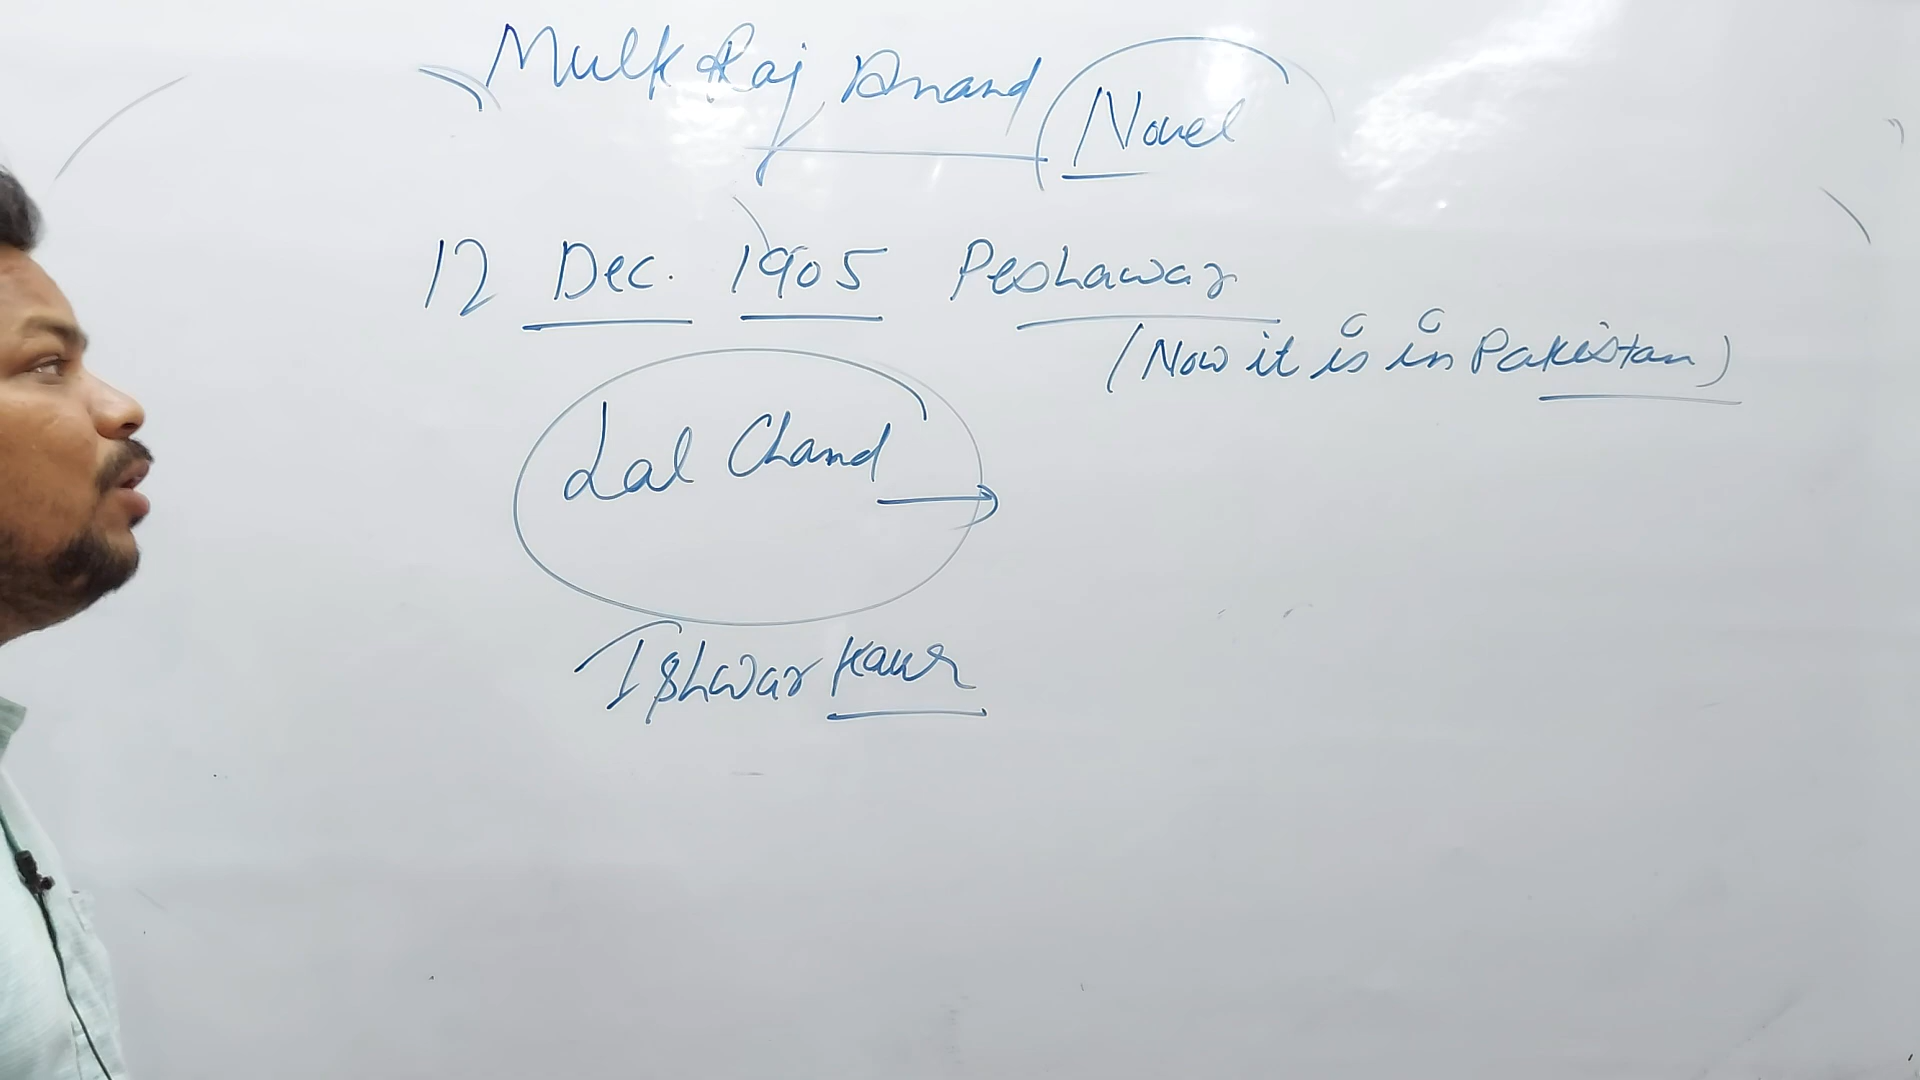 Mulk Raj Anand Novel
12 Dec. 1905 Peshawar
(Now it is in Pakistan)
Lal Chand
Ishwar Kaur